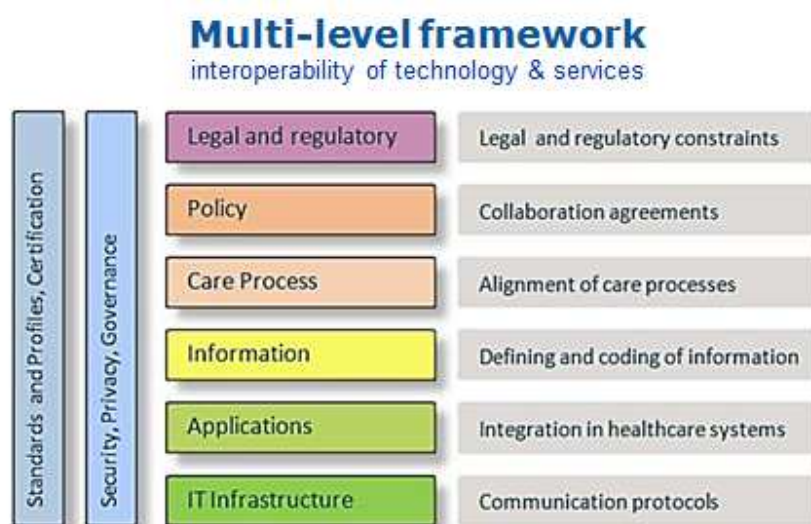 Multi-level framework
interoperability of technology & services
Standards and Profiles, Certification
Security, Privacy, Governance
Legal and regulatory
Legal and regulatory constraints
Policy
Collaboration agreements
Care Process
Alignment of care processes
Information
Defining and coding of information
Applications
Integration in healthcare systems
IT Infrastructure
Communication protocols